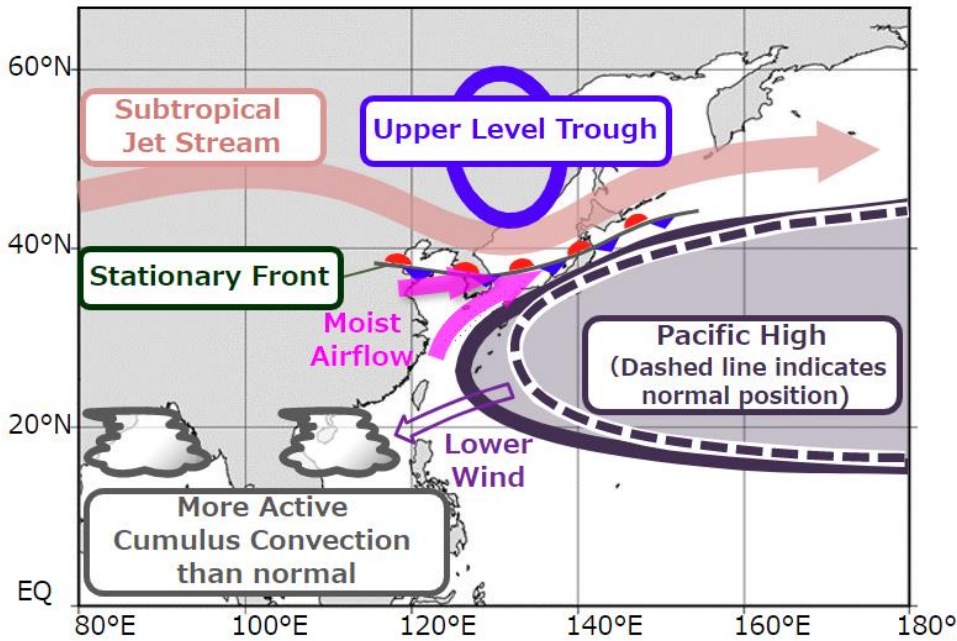 60°N
Subtropical
Jet Stream
Upper Level Trough
40°N
Stationary Front
Moist
Airflow
Pacific High
(Dashed line indicates
normal position)
20°N
Lower
Wind
More Active
Cumulus Convection
than normal
EQ
80°E 100°E 120°E 140°E 160°E 180°